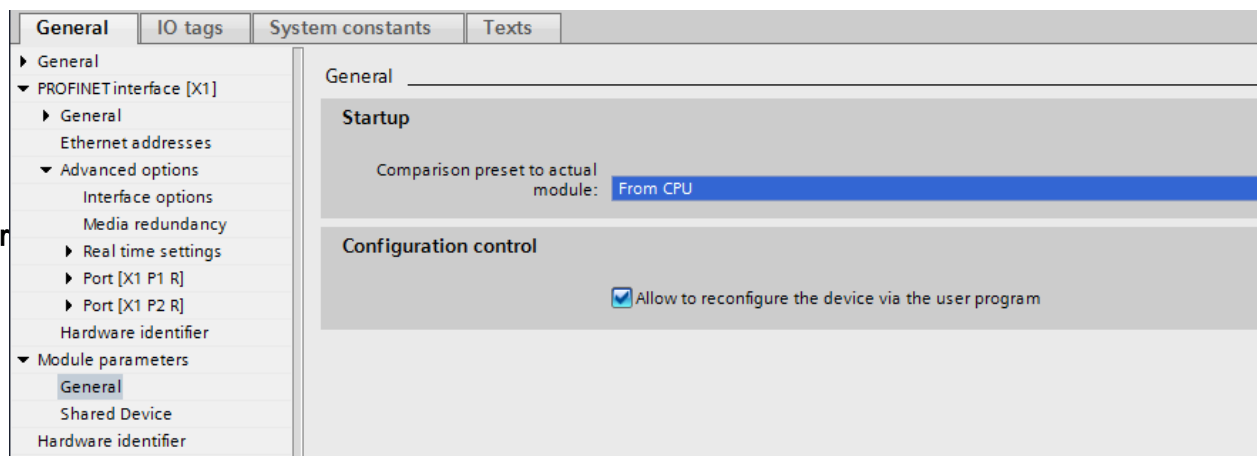 General IO tags System constants Texts
General
PROFINET interface [X1]
General
Ethernet addresses
Advanced options
Interface options
Media redundancy
Real time settings
Port [X1 P1 R]
Port [X1 P2 R]
Hardware identifier
Module parameters
General
Shared Device
Hardware identifier
General
Startup
Comparison preset to actual
module: From CPU
Configuration control
Allow to reconfigure the device via the user program